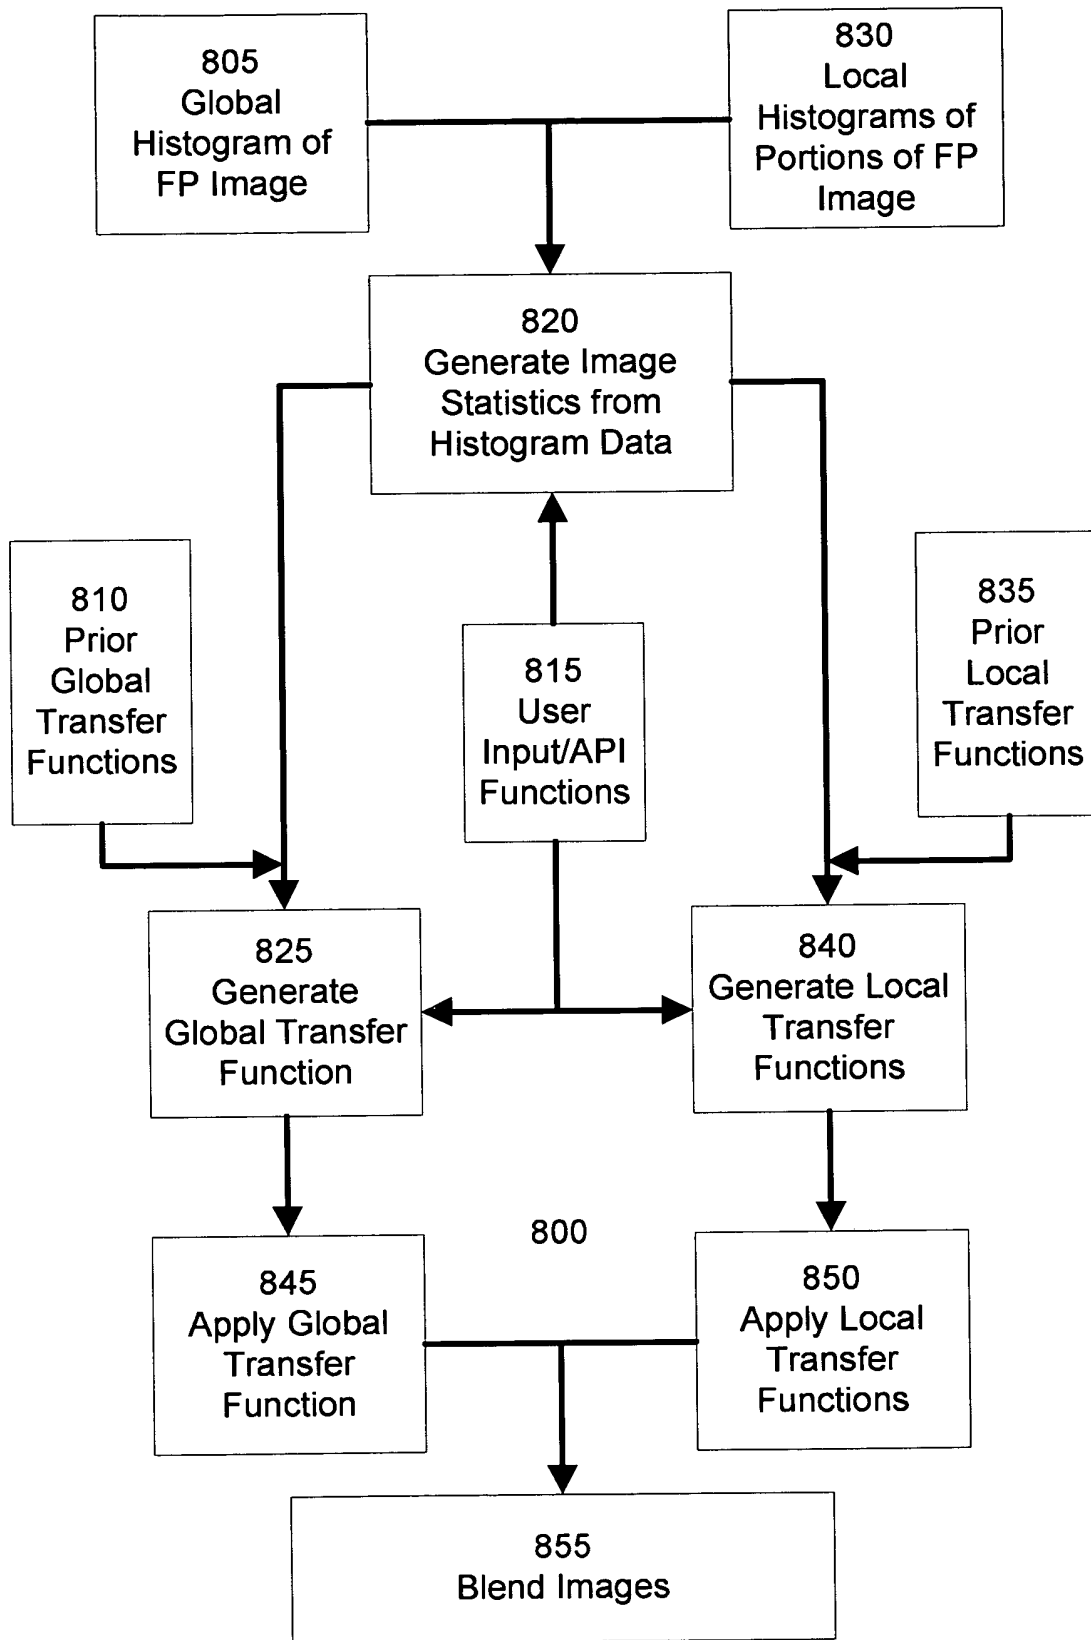 805
Global
Histogram of
FP Image
830
Local
Histograms of
Portions of FP
Image
820
Generate Image
Statistics from
Histogram Data
810
Prior
Global
Transfer
Functions
815
User
Input/API
Functions
835
Prior
Local
Transfer
Functions
825
Generate
Global Transfer
Function
840
Generate Local
Transfer
Functions
800
845
Apply Global
Transfer
Function
850
Apply Local
Transfer
Functions
855
Blend Images